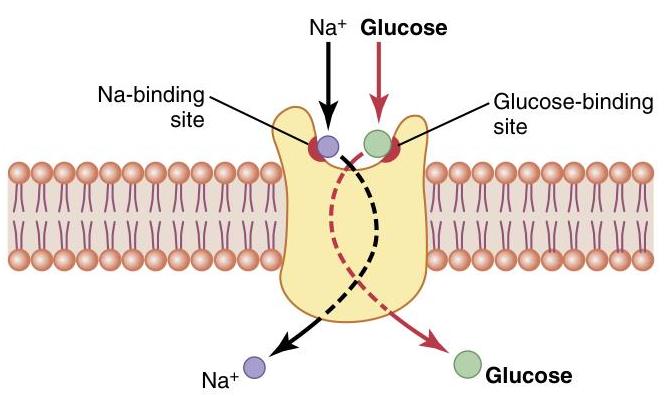 Na⁺ Glucose
Na-binding
site
Glucose-binding
site
Na⁺
Glucose